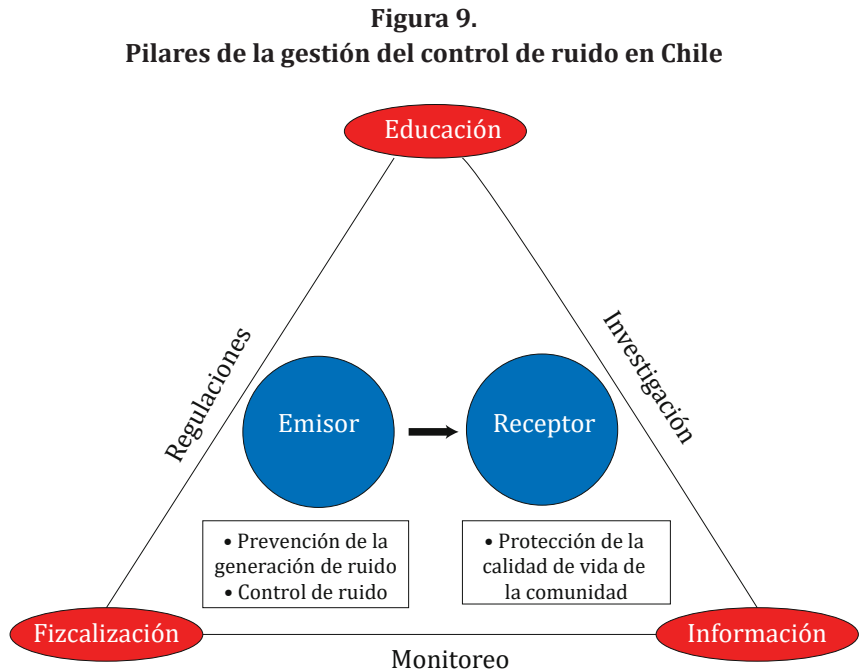 Figura 9.
Pilares de la gestión del control de ruido en Chile
Educación
Regulaciones
Investigación
Emisor
Receptor
• Prevención de la
generación de ruido
• Control de ruido
• Protección de la
calidad de vida de
la comunidad
Fizcalización
Información
Monitoreo